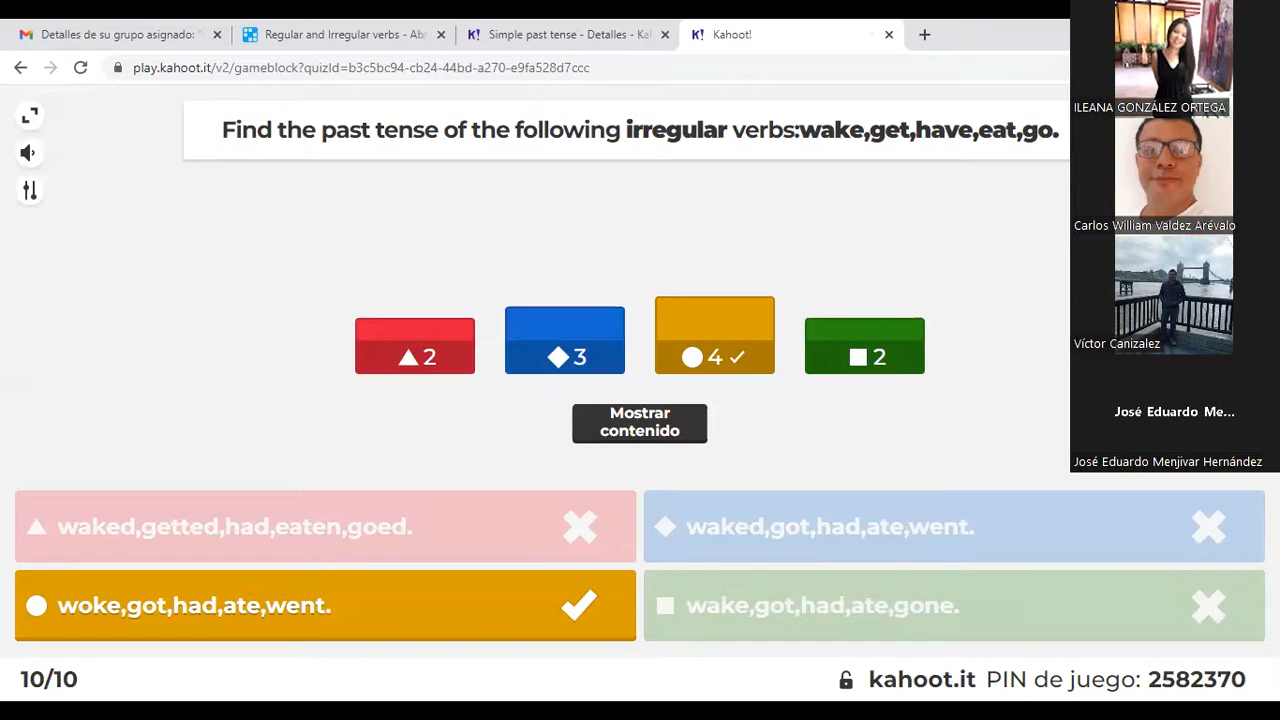 Detalles de su grupo asignado: "
Regular and Irregular verbs - Abr
Simple past tense - Detalles - Kah
Kahoot!
play.kahoot.it/v2/gameblock?quizId=b3c5bc94-cb24-44bd-a270-e9fa528d7ccc
Find the past tense of the following irregular verbs:wake,get,have,eat,go.
2
3
4
2
Mostrar
contenido
waked,getted,had,eaten,goed.
waked,got,had,ate,went.
woke,got,had,ate,went.
wake,got,had,ate,gone.
10/10
kahoot.it PIN de juego: 2582370
ILEANA GONZÁLEZ ORTEGA
Carlos William Valdez Arévalo
Víctor Canizalez
José Eduardo Me...
José Eduardo Menjivar Hernández